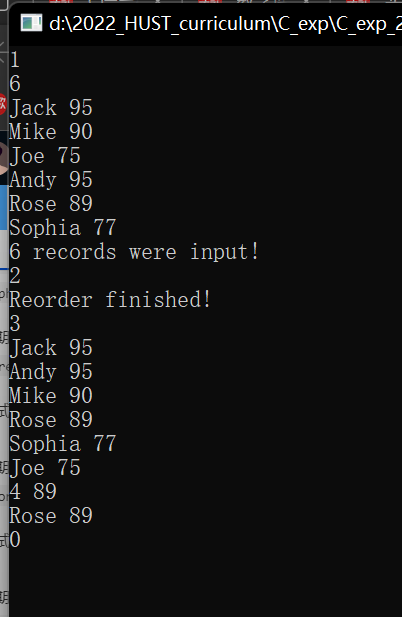 d:\2022_HUST_curriculum\C_exp\C_exp_2
1
6
Jack 95
Mike 90
Joe 75
Andy 95
Rose 89
Sophia 77
6 records were input!
2
Reorder finished!
3
Jack 95
Andy 95
Mike 90
Rose 89
Sophia 77
Joe 75
4 89
Rose 89
0